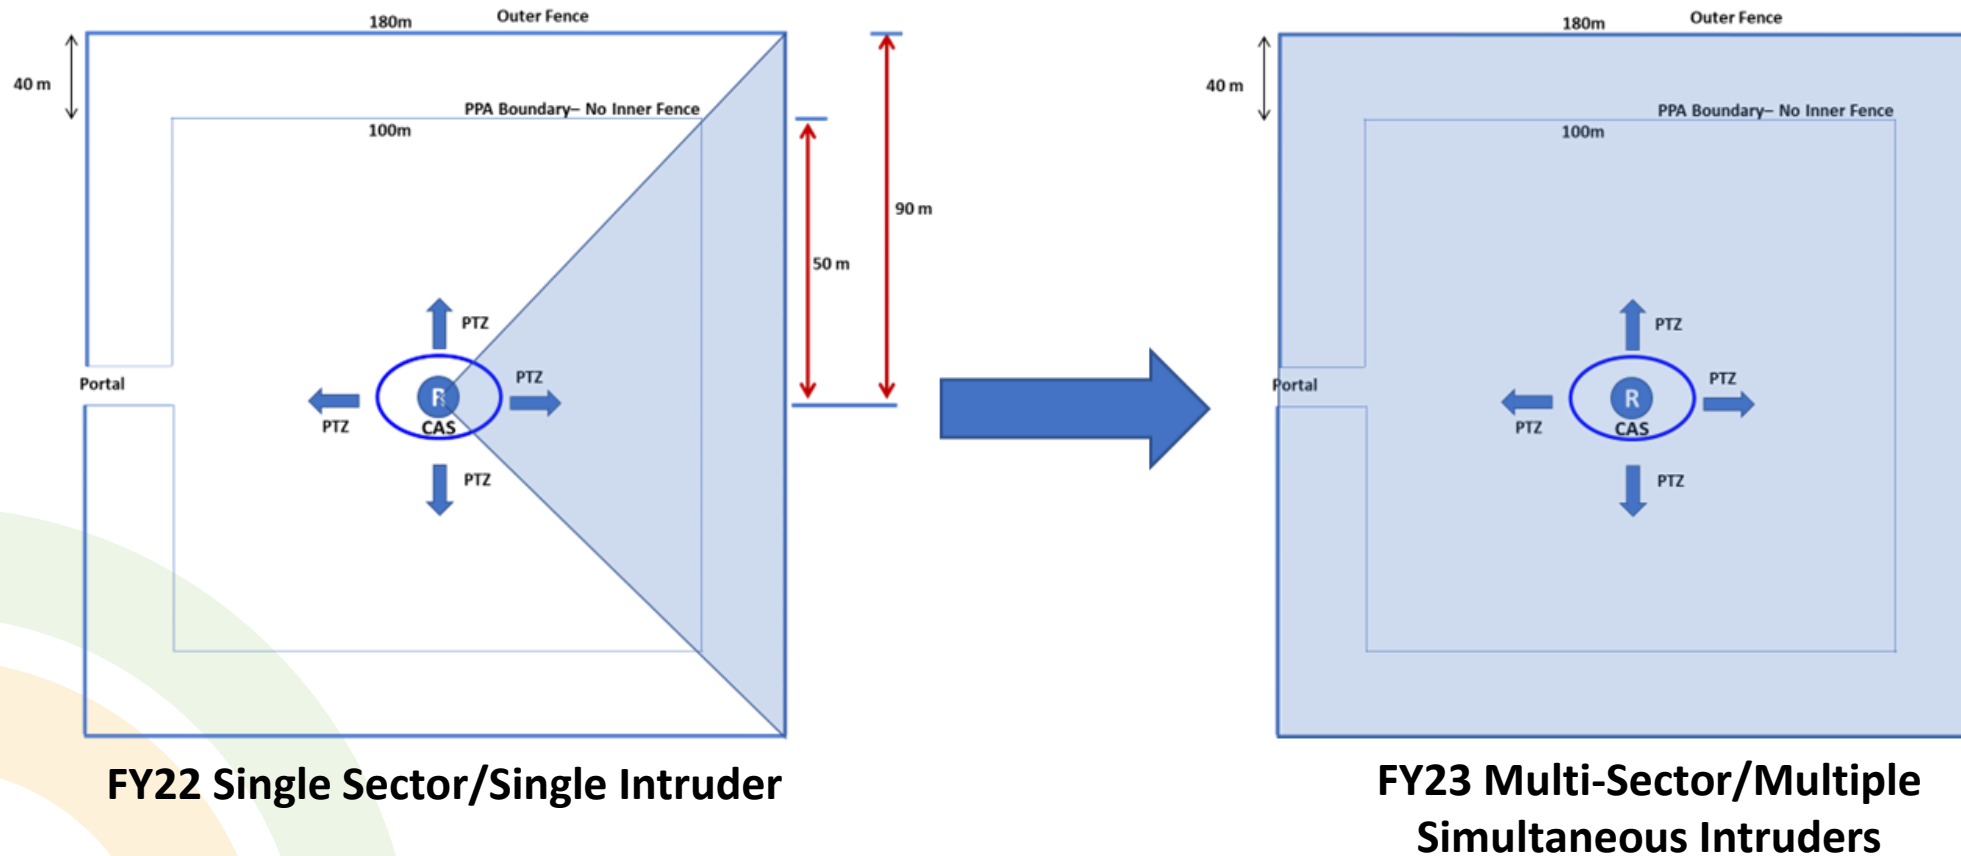 180m
Outer Fence
40 m
PPA Boundary– No Inner Fence
100m
90 m
50 m
PTZ
Portal
PTZ
R
PTZ
CAS
PTZ
FY22 Single Sector/Single Intruder
180m
Outer Fence
40 m
PPA Boundary– No Inner Fence
100m
PTZ
Portal
PTZ
R
PTZ
CAS
PTZ
FY23 Multi-Sector/Multiple
Simultaneous Intruders